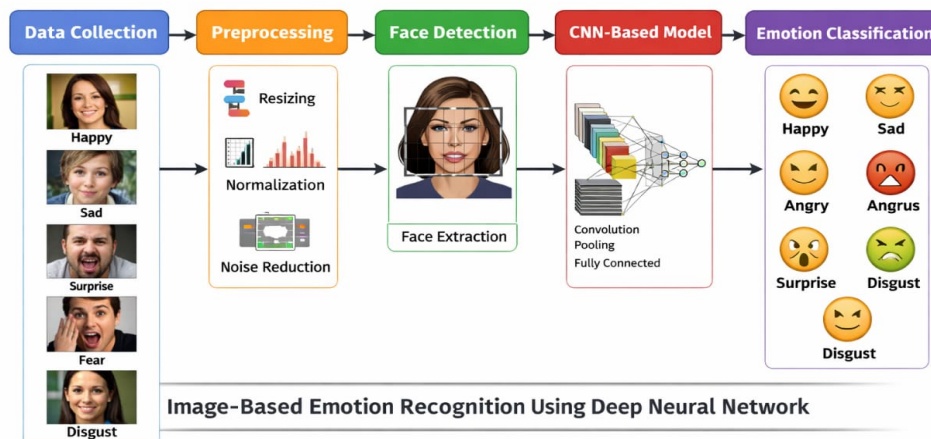 Data Collection
Preprocessing
Face Detection
CNN-Based Model
Emotion Classification
Happy
Sad
Surprise
Fear
Disgust
Resizing
Normalization
Noise Reduction
Face Extraction
Convolution
Pooling
Fully Connected
Happy Sad
Angry Angrus
Surprise Disgust
Disgust
Image-Based Emotion Recognition Using Deep Neural Network